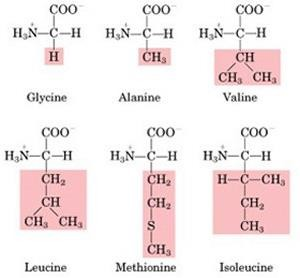 COO⁻ COO⁻ COO⁻
H₃N⁺—C—H H₃N⁺—C—H H₃N⁺—C—H
H CH₃ CH
CH₃ CH₃
Glycine Alanine Valine
COO⁻ COO⁻ COO⁻
H₃N⁺—C—H H₃N⁺—C—H H₃N⁺—C—H
CH₂ CH₂ H—C—CH₃
CH CH₂ CH₂
CH₃ CH₃ S CH₃
CH₃
Leucine Methionine Isoleucine